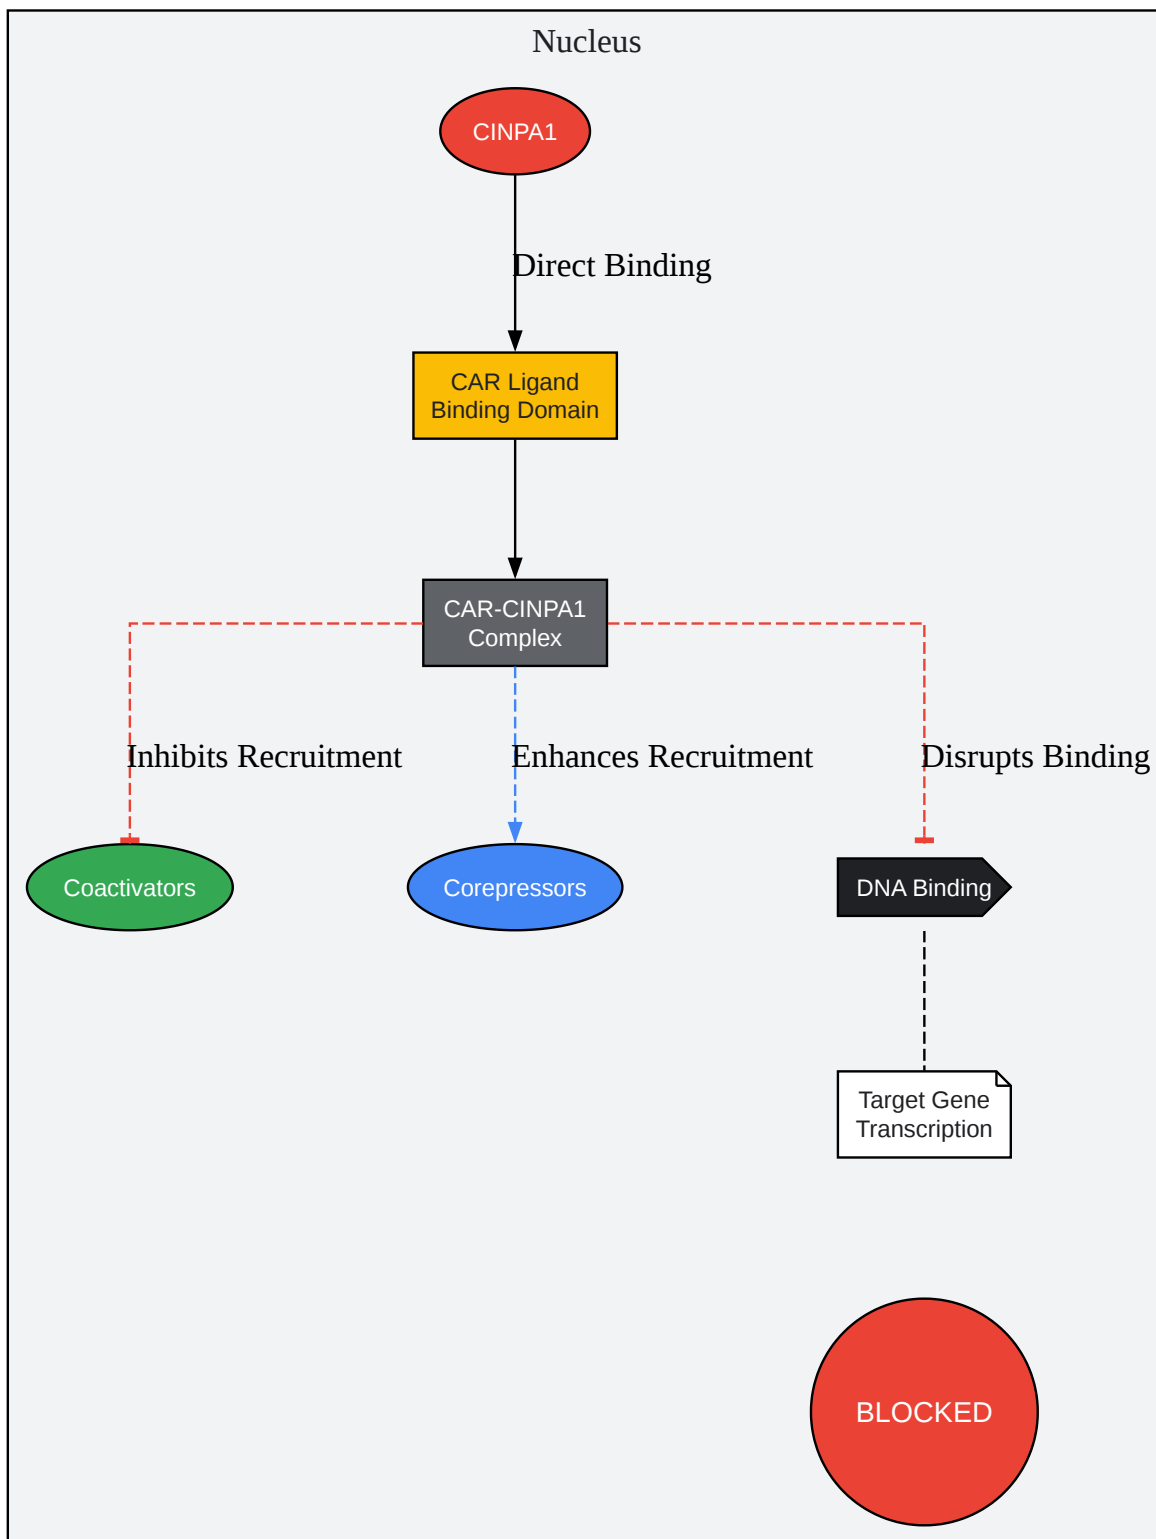 Nucleus
CINPA1
Direct Binding
CAR Ligand
Binding Domain
CAR-CINPA1
Complex
Inhibits Recruitment
Enhances Recruitment
Disrupts Binding
Coactivators
Corepressors
DNA Binding
Target Gene
Transcription
BLOCKED